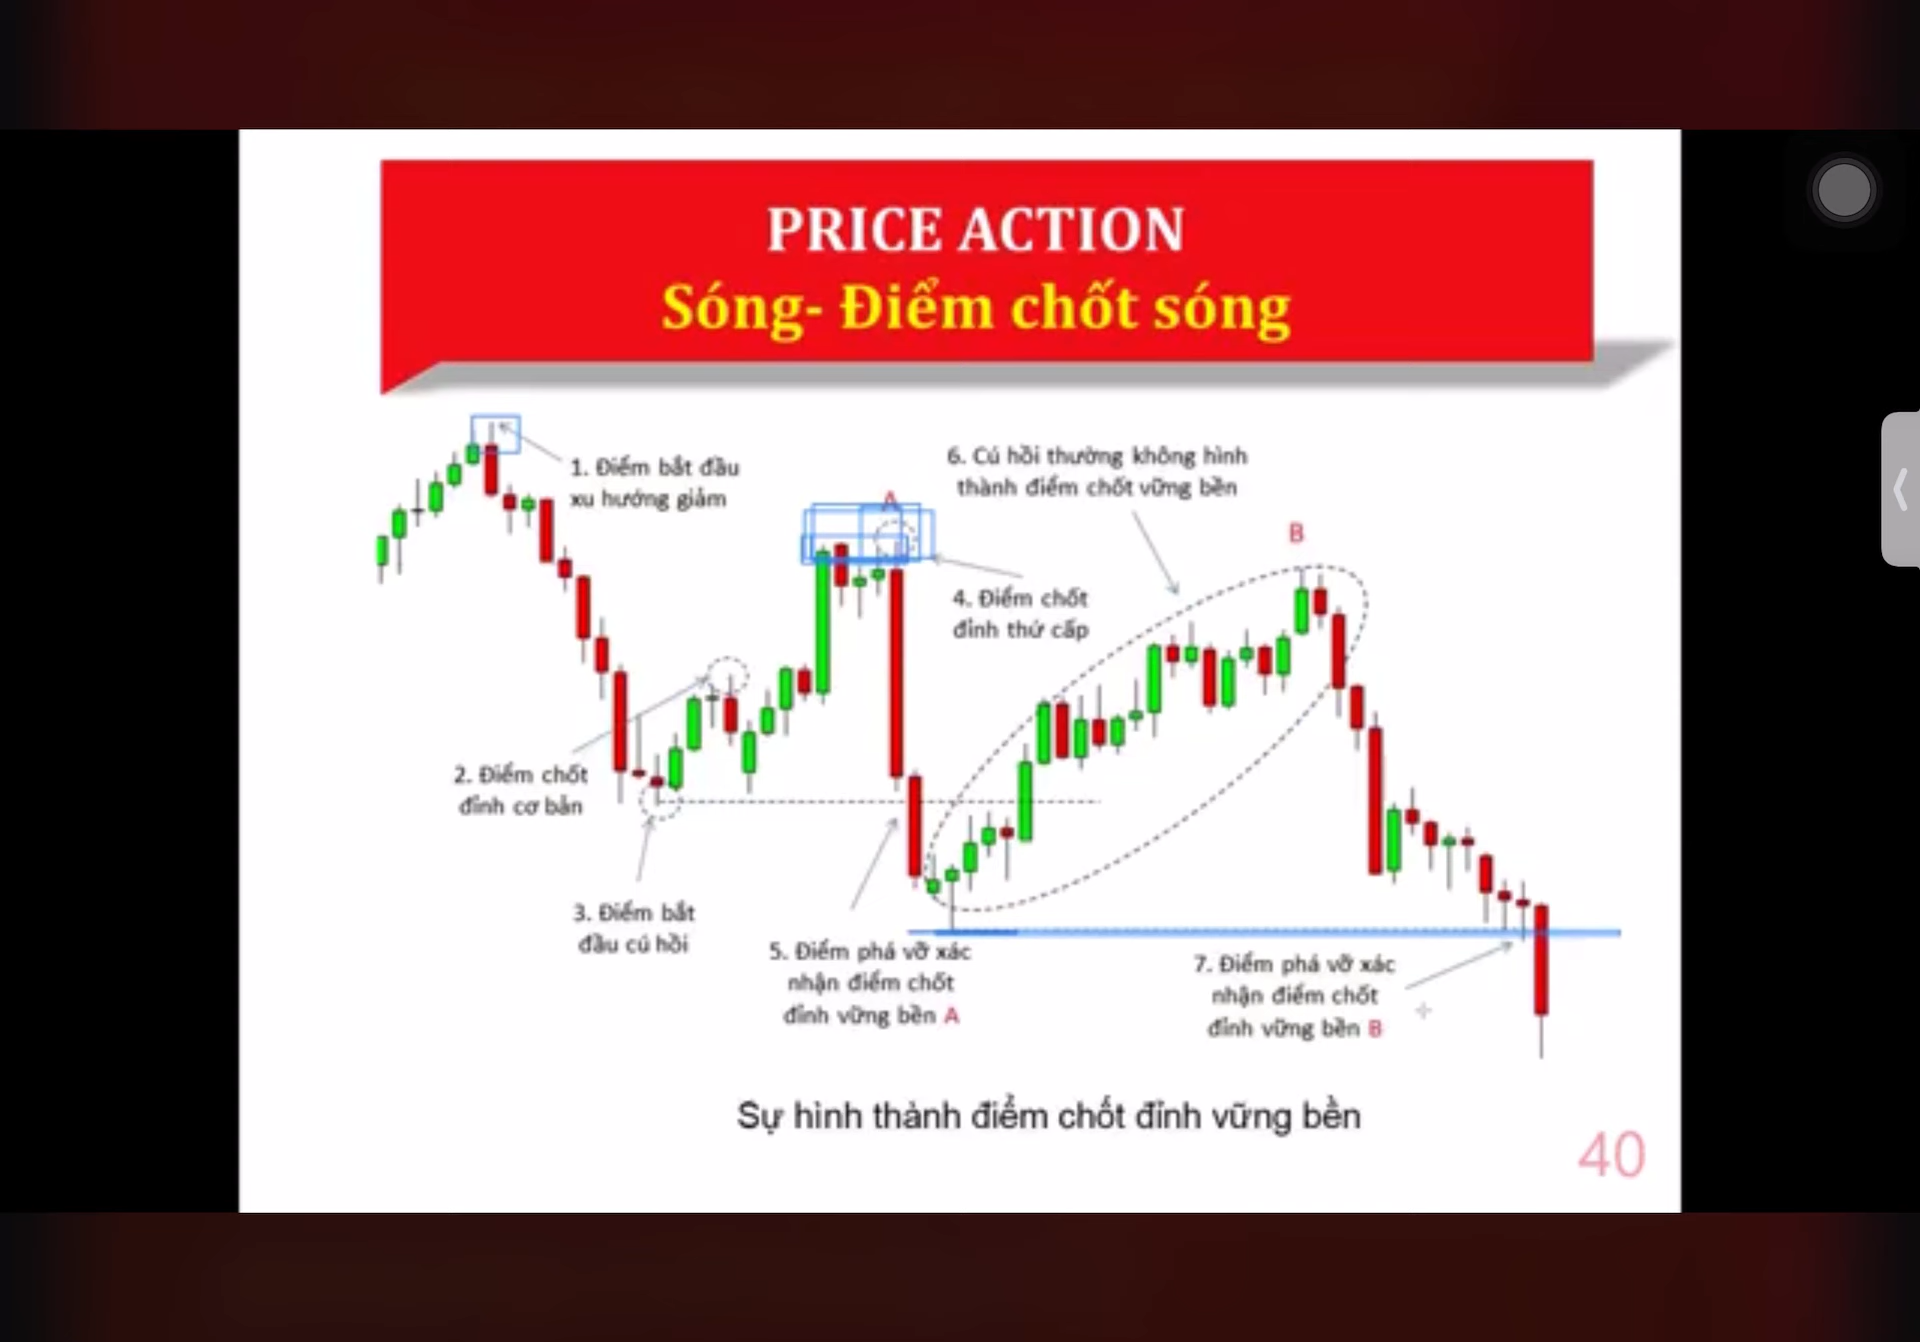 PRICE ACTION
Sóng- Điểm chốt sóng
1. Điểm bắt đầu
xu hướng giảm
6. Cú hồi thường không hình
thành điểm chốt vững bền
A
B
4. Điểm chốt
đỉnh thứ cấp
2. Điểm chốt
đỉnh cơ bản
3. Điểm bắt
đầu cú hồi
5. Điểm phá vỡ xác
nhận điểm chốt
đỉnh vững bền A
7. Điểm phá vỡ xác
nhận điểm chốt
đỉnh vững bền B
Sự hình thành điểm chốt đỉnh vững bền
40